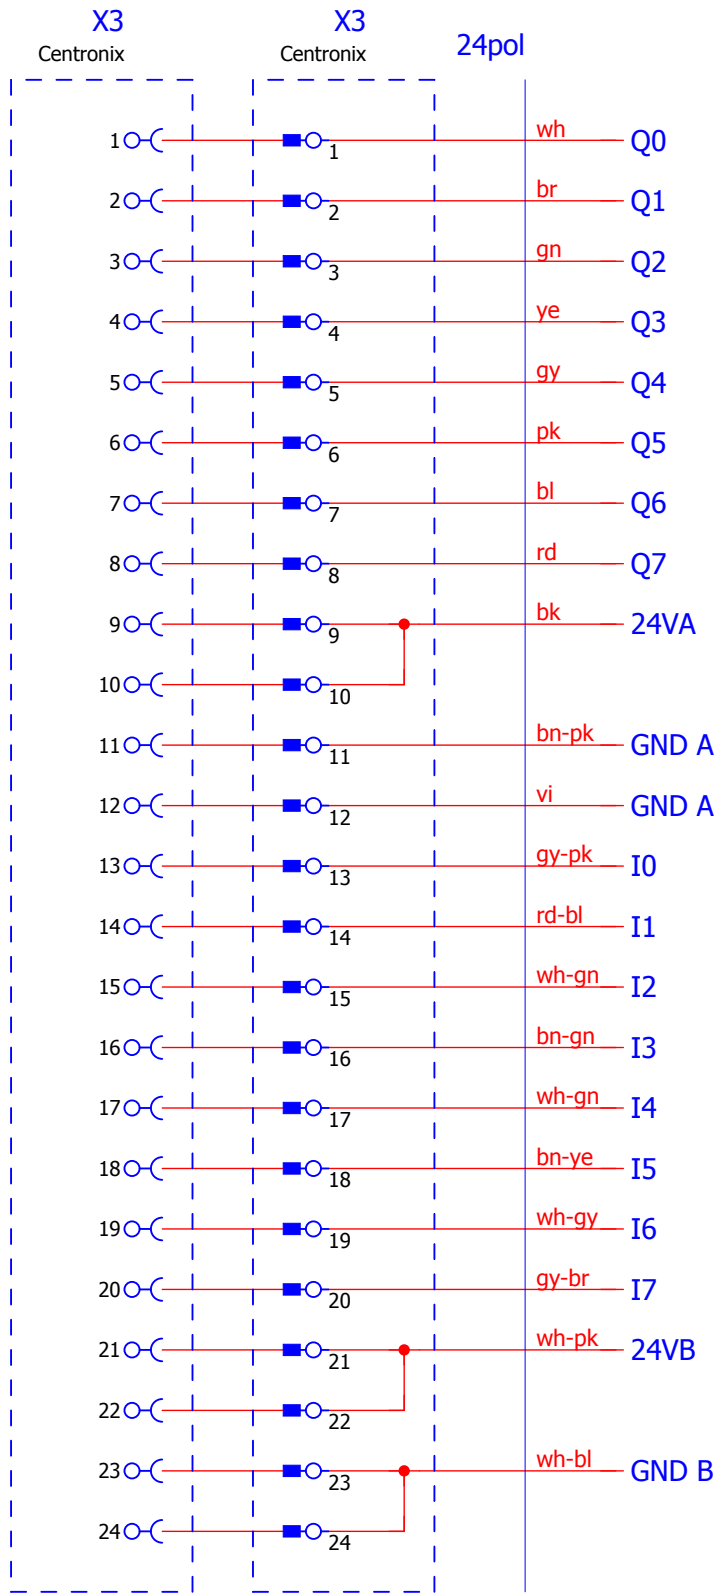 X3 X3
Centronix Centronix 24pol
1 1 wh Q0
2 2 br Q1
3 3 gn Q2
4 4 ye Q3
5 5 gy Q4
6 6 pk Q5
7 7 bl Q6
8 8 rd Q7
9 9 bk 24VA
10 10
11 11 bn-pk GND A
12 12 vi GND A
13 13 gy-pk I0
14 14 rd-bl I1
15 15 wh-gn I2
16 16 bn-gn I3
17 17 wh-gn I4
18 18 bn-ye I5
19 19 wh-gy I6
20 20 gy-br I7
21 21 wh-pk 24VB
22 22
23 23 wh-bl GND B
24 24